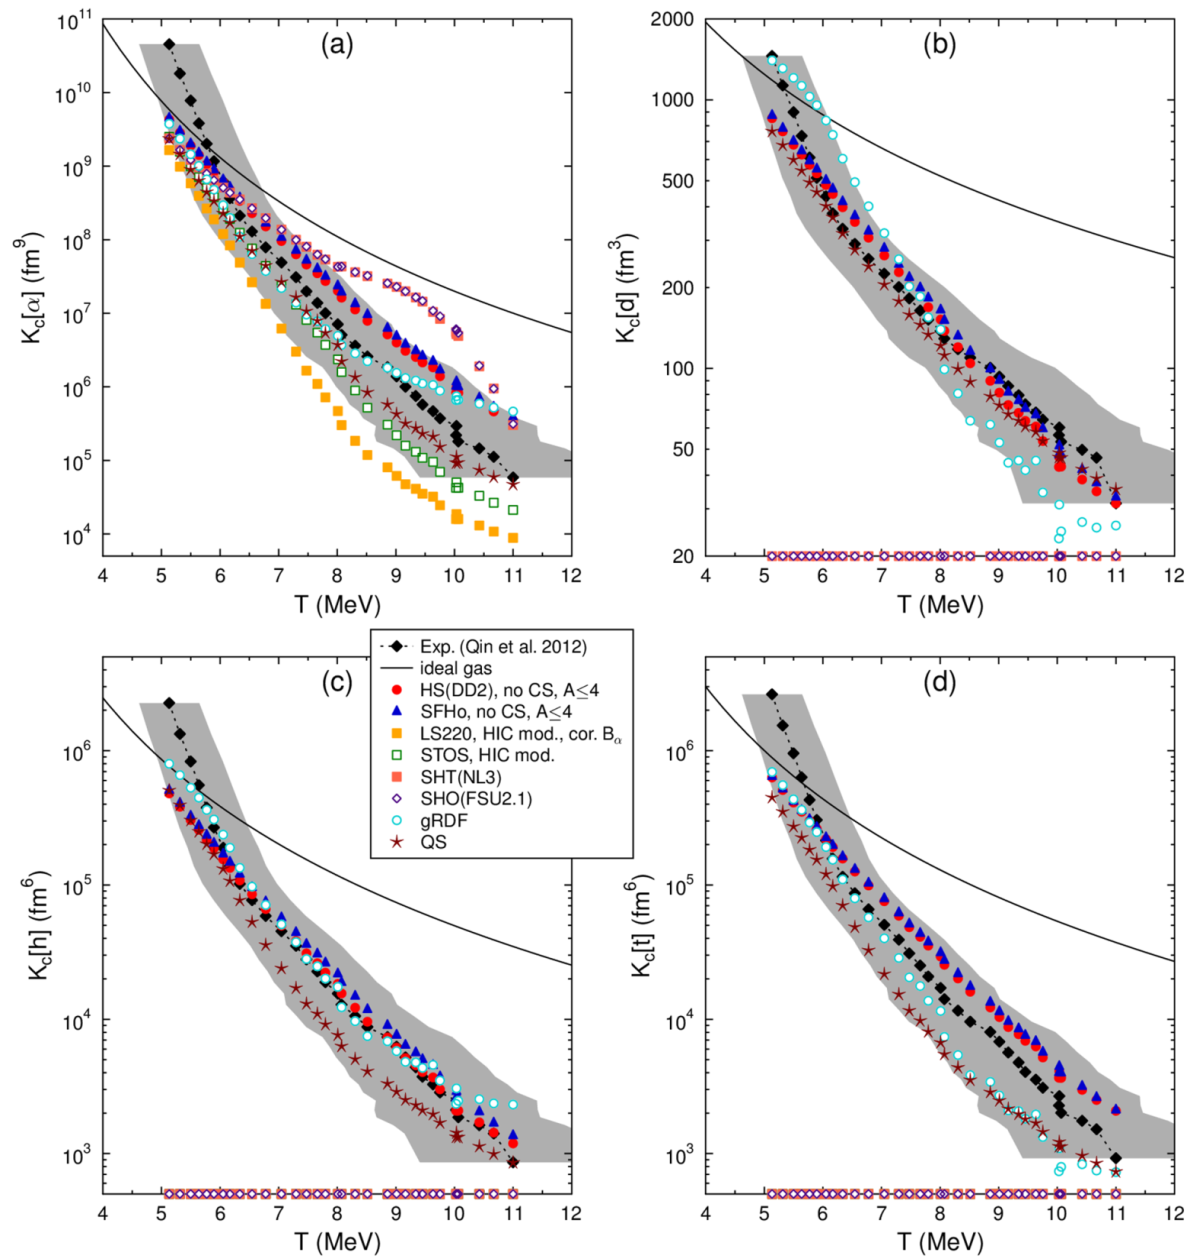 (a)
K_c[α] (fm^9)
10^11
10^10
10^9
10^8
10^7
10^6
10^5
10^4
4 5 6 7 8 9 10 11 12
T (MeV)
(b)
K_c[d] (fm^3)
2000
1000
500
200
100
50
20
4 5 6 7 8 9 10 11 12
T (MeV)
Exp. (Qin et al. 2012)
ideal gas
HS(DD2), no CS, A≤4
SFHo, no CS, A≤4
LS220, HIC mod., cor. B_α
STOS, HIC mod.
SHT(NL3)
SHO(FSU2.1)
gRDF
QS
(c)
K_c[h] (fm^6)
10^6
10^5
10^4
10^3
4 5 6 7 8 9 10 11 12
T (MeV)
(d)
K_c[t] (fm^6)
10^6
10^5
10^4
10^3
4 5 6 7 8 9 10 11 12
T (MeV)